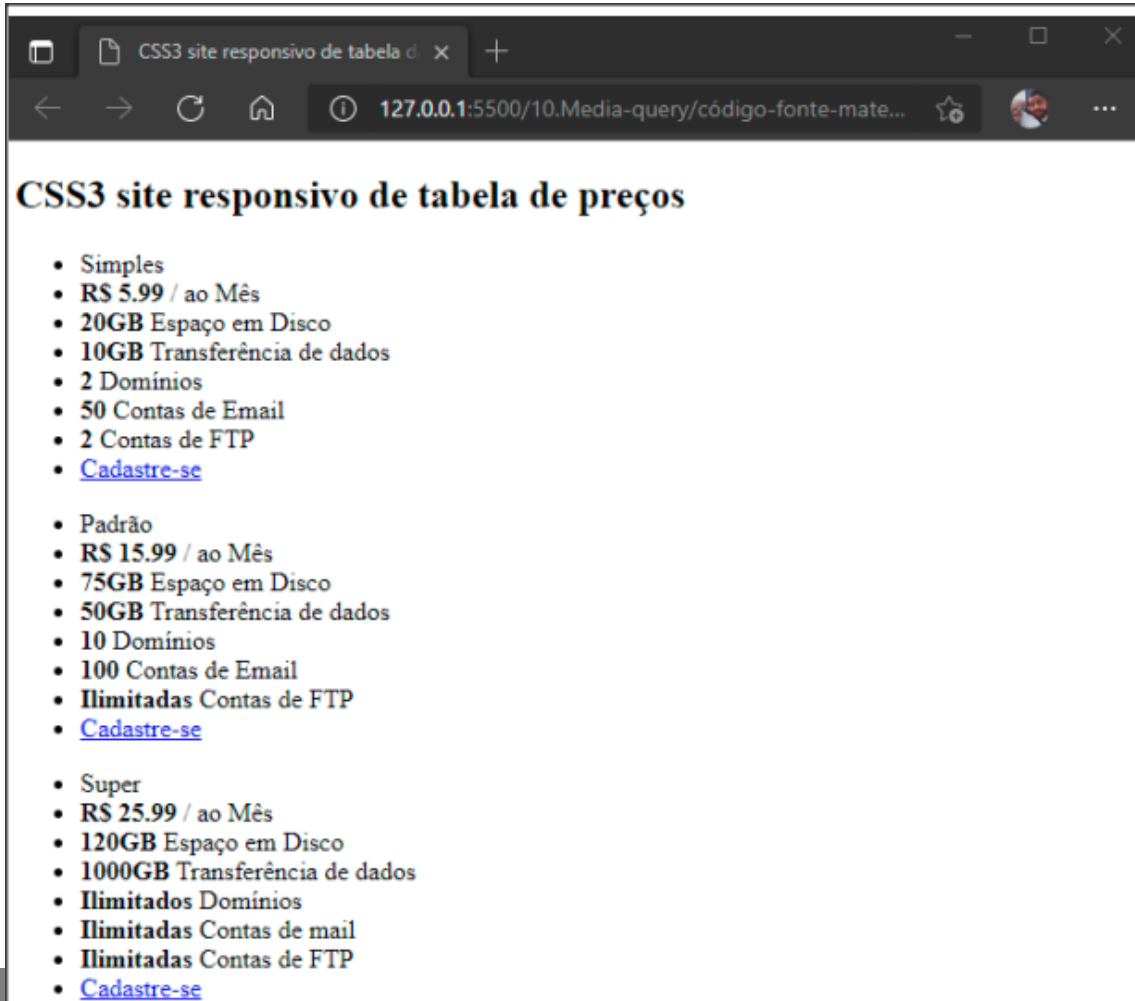 CSS3 site responsivo de tabela d
127.0.0.1:5500/10.Media-query/código-fonte-mate...
CSS3 site responsivo de tabela de preços
Simples
R$ 5.99 / ao Mês
20GB Espaço em Disco
10GB Transferência de dados
2 Domínios
50 Contas de Email
2 Contas de FTP
Cadastre-se
Padrão
R$ 15.99 / ao Mês
75GB Espaço em Disco
50GB Transferência de dados
10 Domínios
100 Contas de Email
Ilimitadas Contas de FTP
Cadastre-se
Super
R$ 25.99 / ao Mês
120GB Espaço em Disco
1000GB Transferência de dados
Ilimitados Domínios
Ilimitadas Contas de mail
Ilimitadas Contas de FTP
Cadastre-se